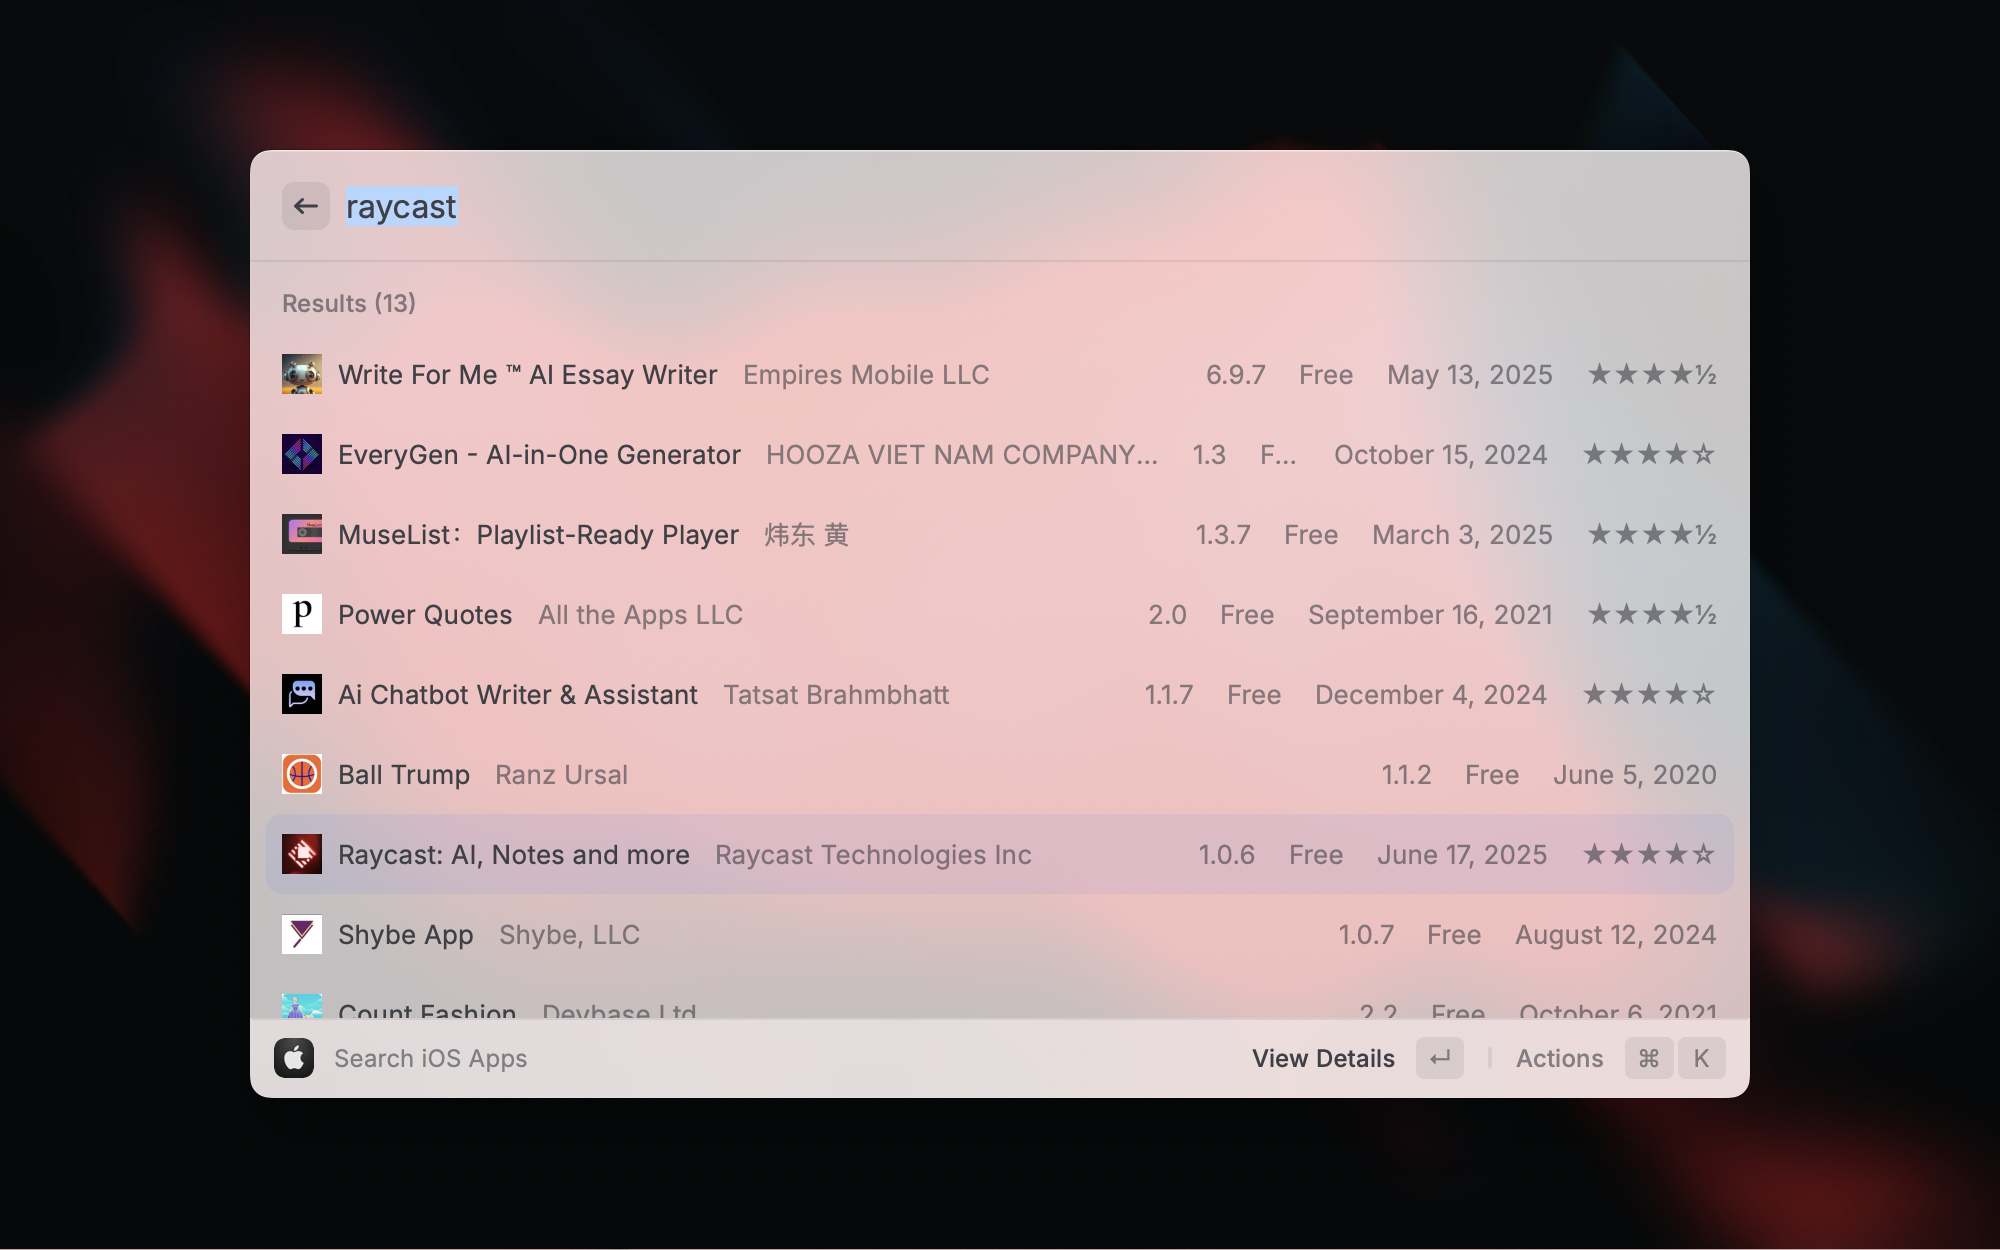 raycast
Results (13)
Write For Me ™ AI Essay Writer Empires Mobile LLC 6.9.7 Free May 13, 2025 ★★★★½
EveryGen - AI-in-One Generator HOOZA VIET NAM COMPANY... 1.3 F... October 15, 2024 ★★★★☆
MuseList：Playlist-Ready Player 炜东 黄 1.3.7 Free March 3, 2025 ★★★★½
Power Quotes All the Apps LLC 2.0 Free September 16, 2021 ★★★★½
Ai Chatbot Writer & Assistant Tatsat Brahmbhatt 1.1.7 Free December 4, 2024 ★★★★☆
Ball Trump Ranz Ursal 1.1.2 Free June 5, 2020
Raycast: AI, Notes and more Raycast Technologies Inc 1.0.6 Free June 17, 2025 ★★★★☆
Shybe App Shybe, LLC 1.0.7 Free August 12, 2024
Count Fashion Devbase Ltd 2.2 Free October 6, 2021
Search iOS Apps View Details ↵ Actions ⌘ K